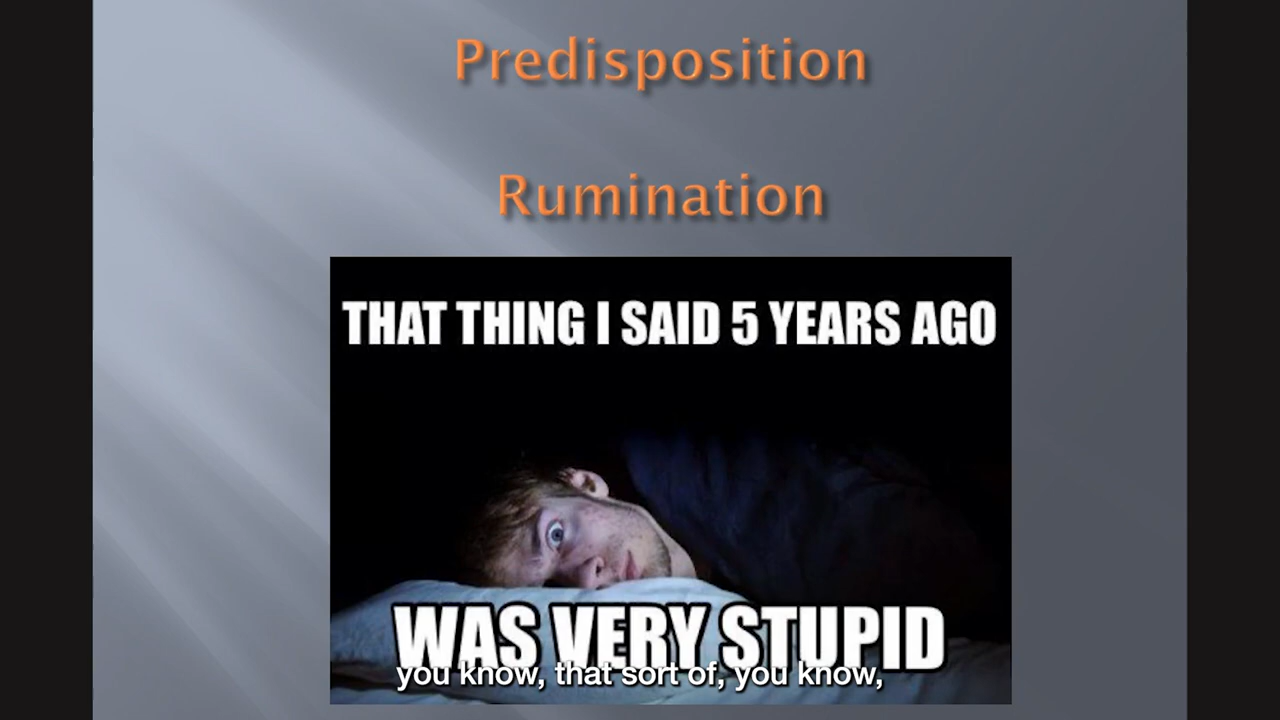 Predisposition
Rumination
THAT THING I SAID 5 YEARS AGO
WAS VERY STUPID
you know, that sort of, you know,